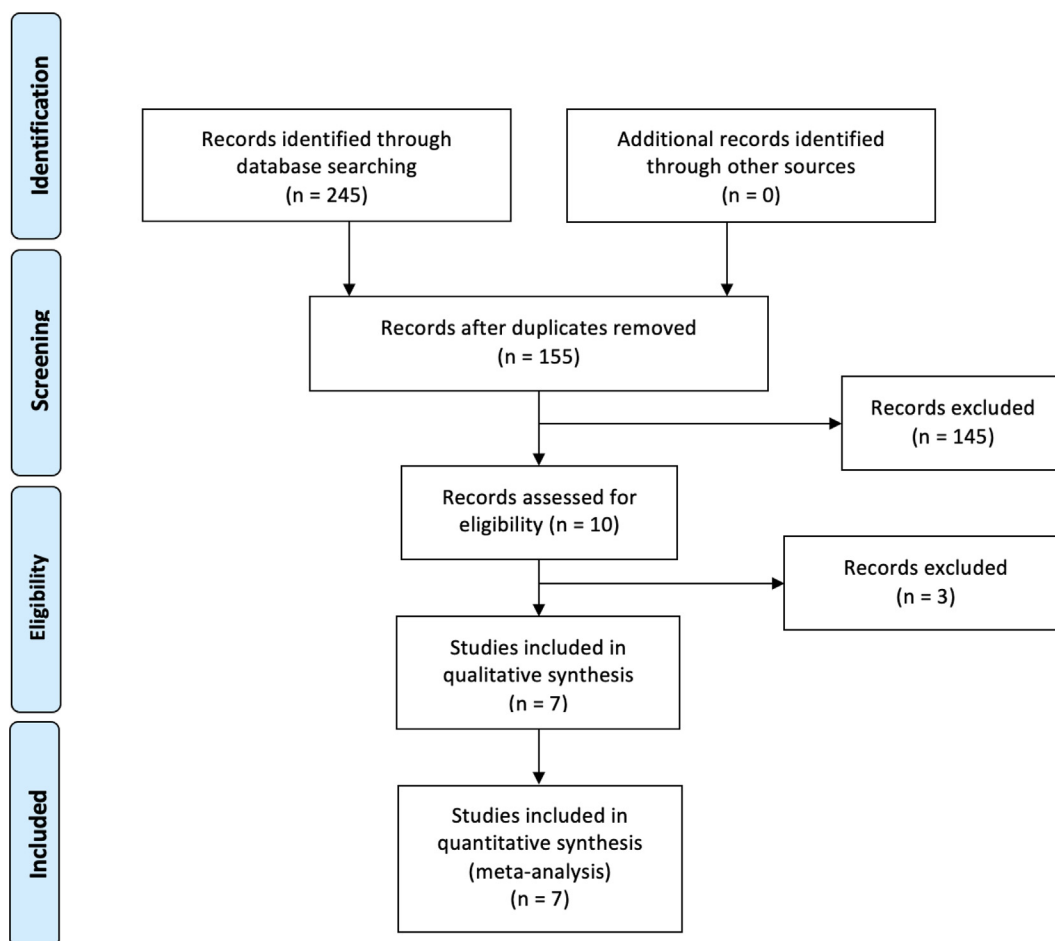 Identification
Records identified through
database searching
(n = 245)
Additional records identified
through other sources
(n = 0)
Screening
Records after duplicates removed
(n = 155)
Records excluded
(n = 145)
Eligibility
Records assessed for
eligibility (n = 10)
Records excluded
(n = 3)
Studies included in
qualitative synthesis
(n = 7)
Included
Studies included in
quantitative synthesis
(meta-analysis)
(n = 7)